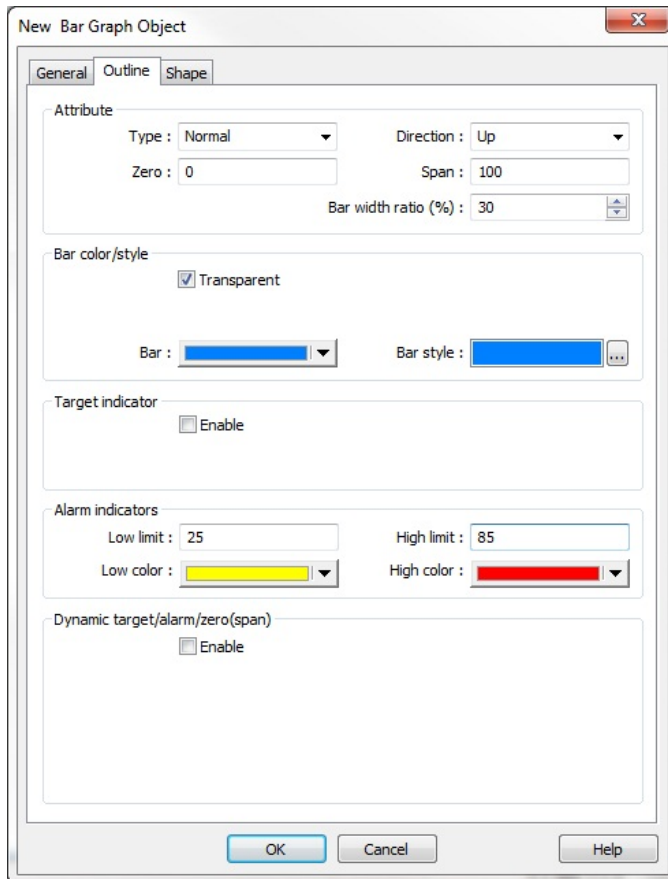 New Bar Graph Object
General Outline Shape
Attribute
Type : Normal Direction : Up
Zero : 0 Span : 100
Bar width ratio (%) : 30
Bar color/style
Transparent
Bar : Bar style : ...
Target indicator
Enable
Alarm indicators
Low limit : 25 High limit : 85
Low color : High color :
Dynamic target/alarm/zero(span)
Enable
OK Cancel Help